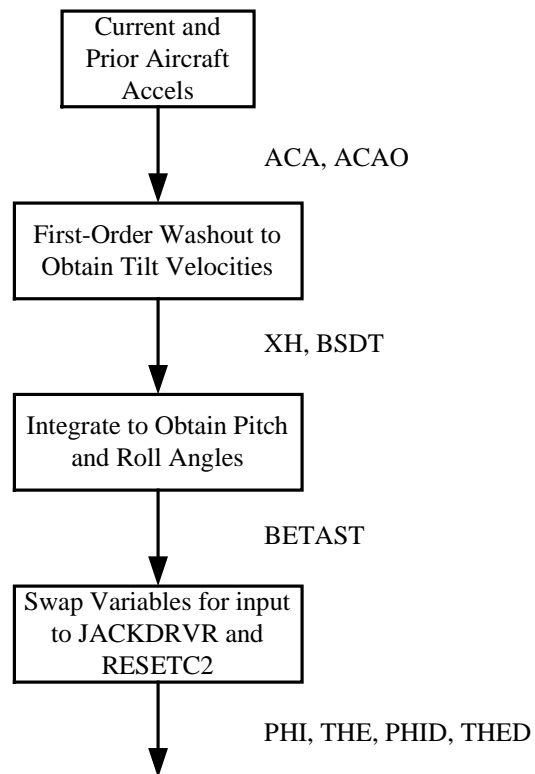 Current and
Prior Aircraft
Accels
ACA, ACAO
First-Order Washout to
Obtain Tilt Velocities
XH, BSDT
Integrate to Obtain Pitch
and Roll Angles
BETAST
Swap Variables for input
to JACKDRVR and
RESETC2
PHI, THE, PHID, THED